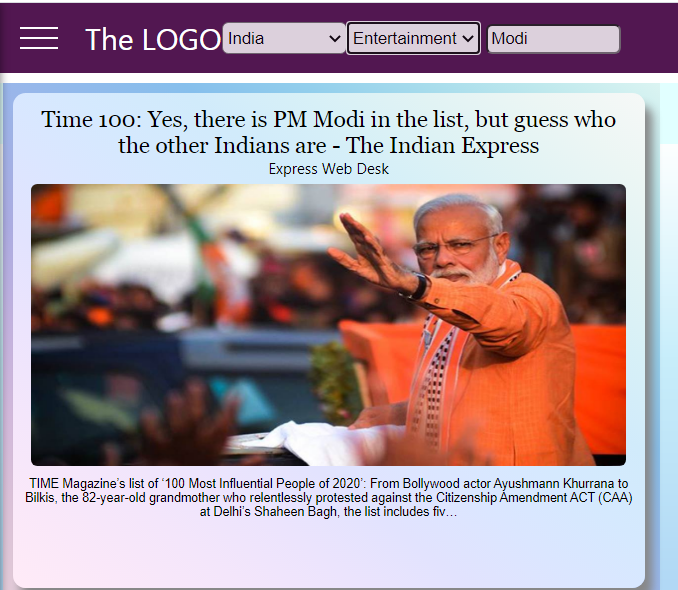 The LOGO India Entertainment Modi
Time 100: Yes, there is PM Modi in the list, but guess who
the other Indians are - The Indian Express
Express Web Desk
TIME Magazine's list of ‘100 Most Influential People of 2020’: From Bollywood actor Ayushmann Khurrana to
Bilkis, the 82-year-old grandmother who relentlessly protested against the Citizenship Amendment ACT (CAA)
at Delhi's Shaheen Bagh, the list includes fiv…